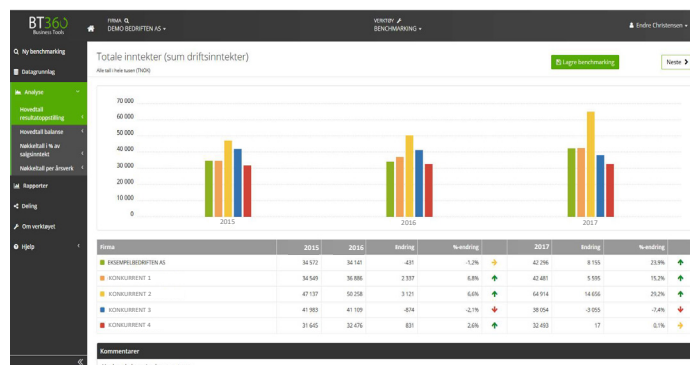 BT360
Business Tools
FIRMA
DEMO BEDRIFTEN AS
VERKTØY
BENCHMARKING
Endre Christensen
Ny benchmarking
Datagrunnlag
Analyse
Hovedtall
resultatoppstilling
Hovedtall balanse
Nøkkeltall i % av
salgsinntekt
Nøkkeltall per årsverk
Rapporter
Deling
Om verktøyet
Hjelp
Totale inntekter (sum driftsinntekter)
Alle tall i hele tusen (TNOK)
Lagre benchmarking
Neste
70 000
60 000
50 000
40 000
30 000
20 000
10 000
0
2015 2016 2017
Firma 2015 2016 Endring %-endring 2017 Endring %-endring
EKSEMPELBEDRIFTEN AS 34 572 34 141 -431 -1,2% 42 296 8 155 23,9%
KONKURRENT 1 34 549 36 886 2 337 6,8% 42 481 5 595 15,2%
KONKURRENT 2 47 137 50 258 3 121 6,6% 64 914 14 656 29,2%
KONKURRENT 3 41 983 41 109 -874 -2,1% 38 054 -3 055 -7,4%
KONKURRENT 4 31 645 32 476 831 2,6% 32 493 17 0,1%
Kommentarer